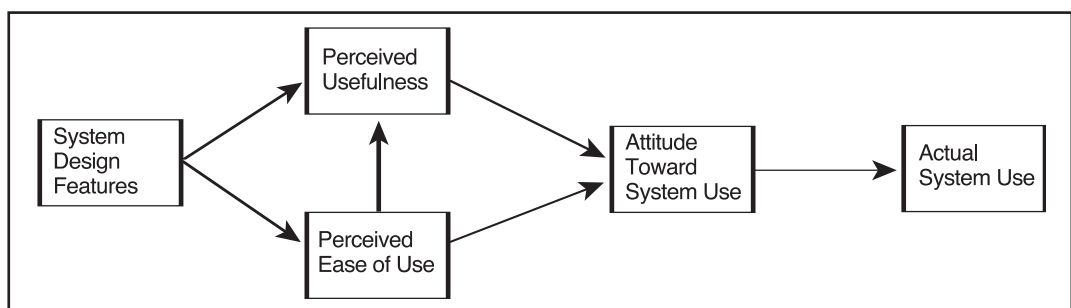 System
Design
Features
Perceived
Usefulness
Perceived
Ease of Use
Attitude
Toward
System Use
Actual
System Use